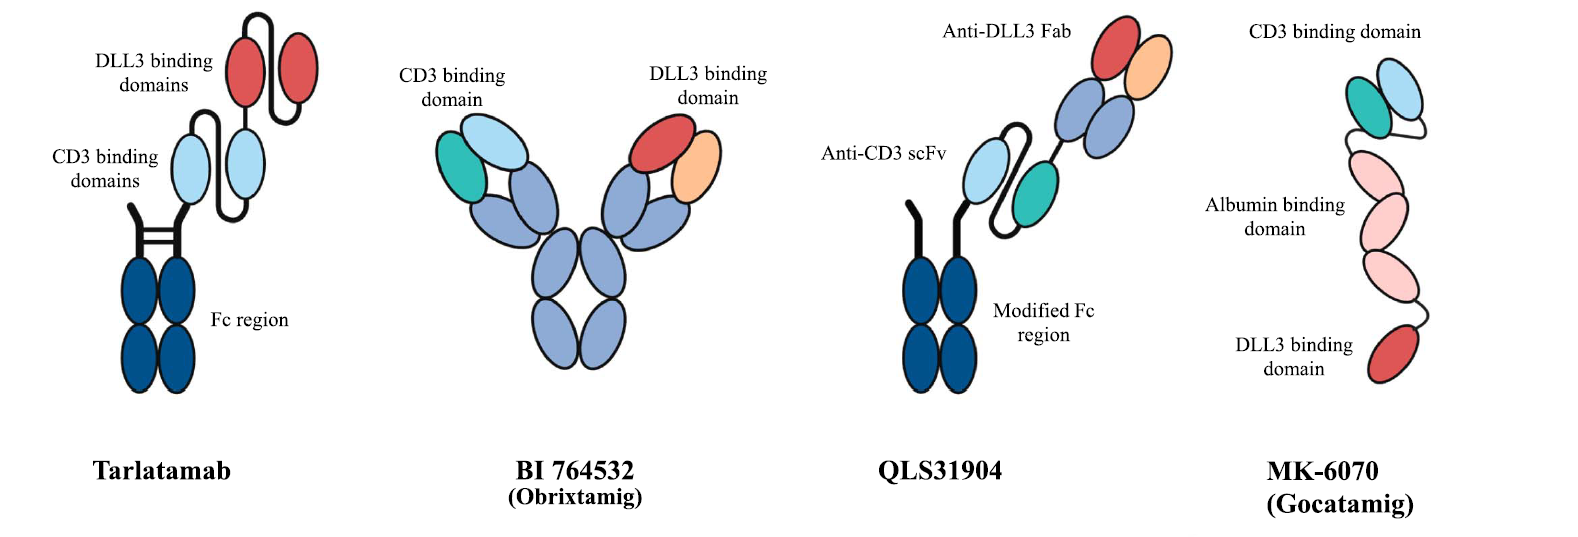 DLL3 binding
domains
CD3 binding
domains
Fc region
Tarlatamab
CD3 binding
domain
DLL3 binding
domain
BI 764532
(Obrixtamig)
Anti-DLL3 Fab
Anti-CD3 scFv
Modified Fc
region
QLS31904
CD3 binding domain
Albumin binding
domain
DLL3 binding
domain
MK-6070
(Gocatamig)